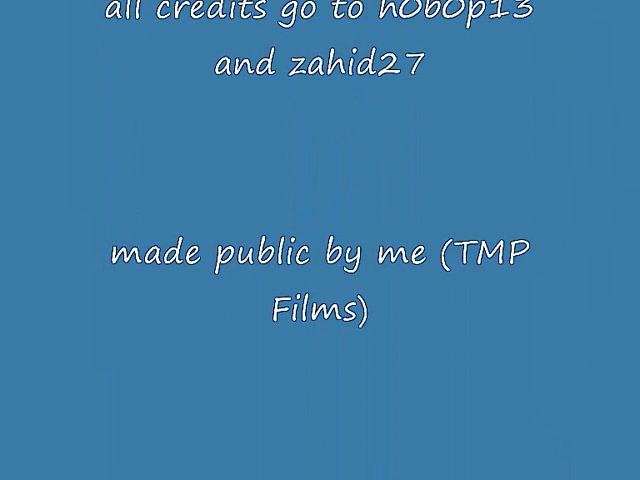 all credits go to h0b0p13
and zahid27
made public by me (TMP
Films)